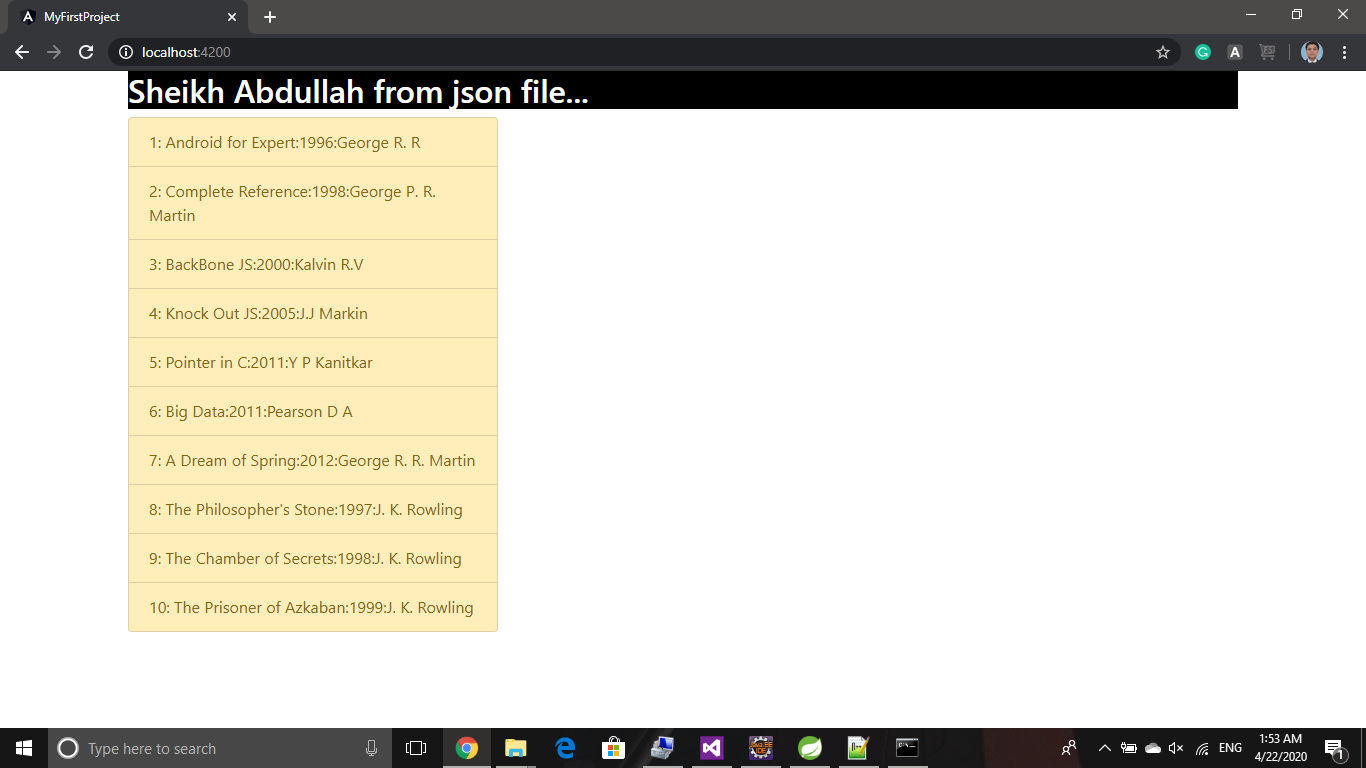 MyFirstProject
localhost:4200
Sheikh Abdullah from json file...
1: Android for Expert:1996:George R. R
2: Complete Reference:1998:George P. R.
Martin
3: BackBone JS:2000:Kalvin R.V
4: Knock Out JS:2005:J.J Markin
5: Pointer in C:2011:Y P Kanitkar
6: Big Data:2011:Pearson D A
7: A Dream of Spring:2012:George R. R. Martin
8: The Philosopher's Stone:1997:J. K. Rowling
9: The Chamber of Secrets:1998:J. K. Rowling
10: The Prisoner of Azkaban:1999:J. K. Rowling
Type here to search
ENG
1:53 AM
4/22/2020
1